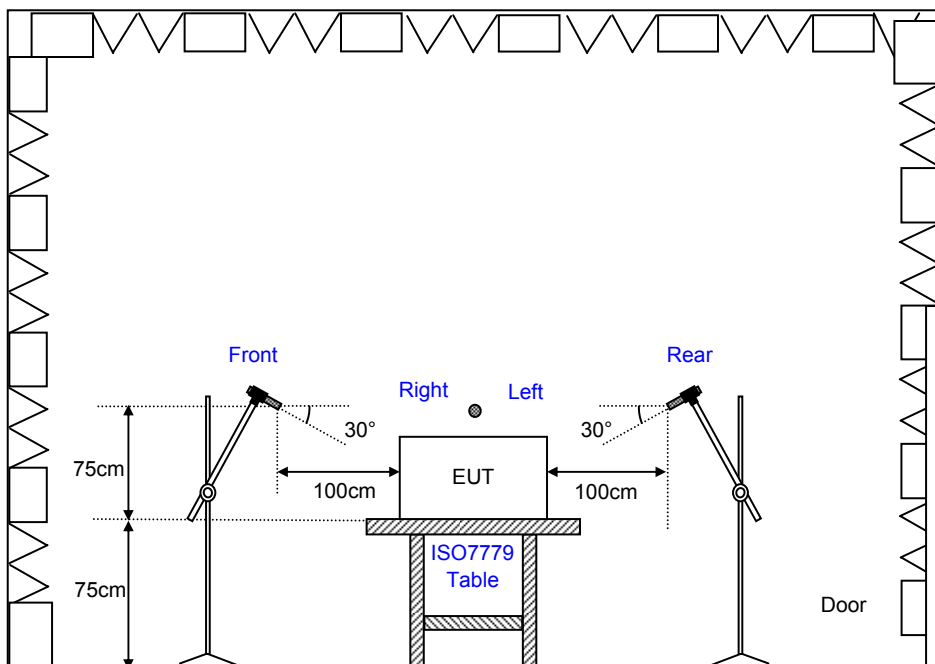 Front
Rear
Right
Left
30°
30°
75cm
100cm
EUT
100cm
ISO7779
Table
75cm
Door